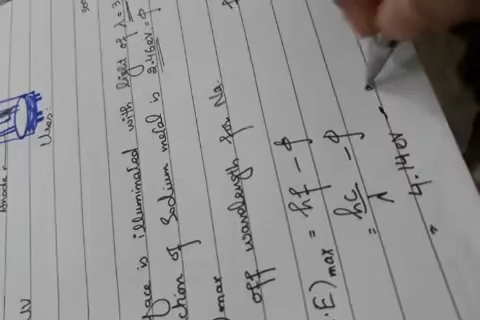 face is illuminated with light of λ = 3
ction of Sodium metal is 2.46eV = φ
) max
off wavelength for Na.
.E)max = hf - φ
= hc/λ - φ
= 4.14eV -
Anode
Uses: